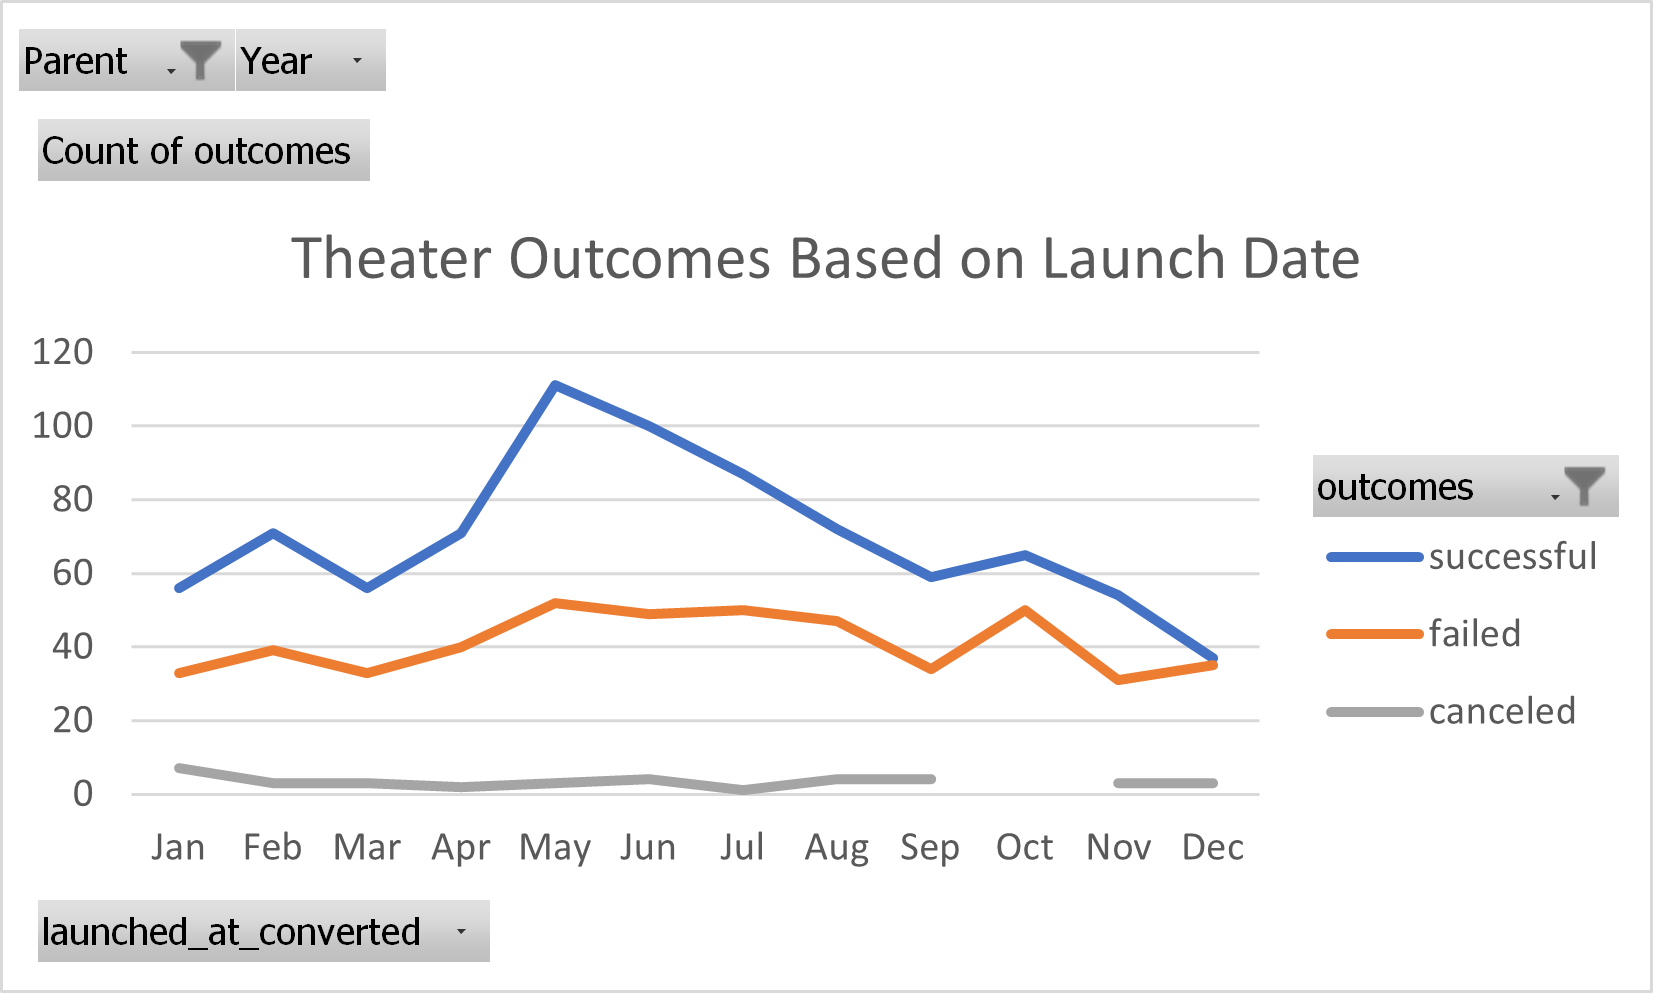 Parent Year
Count of outcomes
Theater Outcomes Based on Launch Date
120
100
80
60
40
20
0
Jan Feb Mar Apr May Jun Jul Aug Sep Oct Nov Dec
outcomes
successful
failed
canceled
launched_at_converted